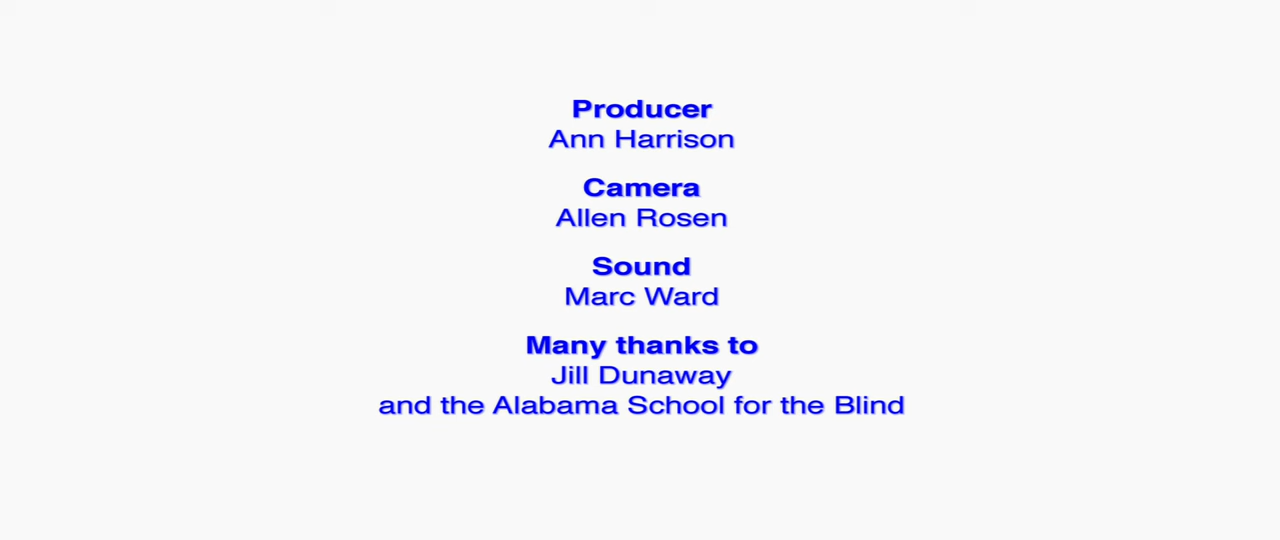 Producer
Ann Harrison
Camera
Allen Rosen
Sound
Marc Ward
Many thanks to
Jill Dunaway
and the Alabama School for the Blind